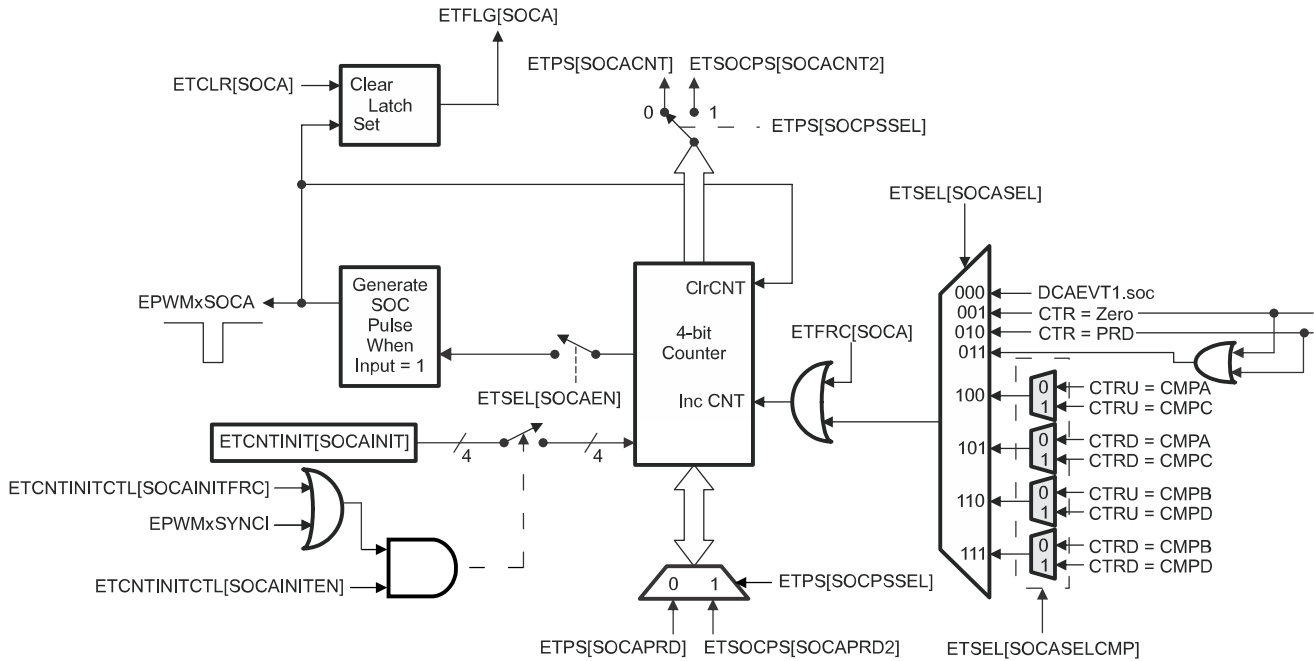 ETFLG[SOCA]
ETPS[SOCACNT]
ETSOCPS[SOCACNT2]
ETCLR[SOCA]
Clear
Latch
Set
0
1
ETPS[SOCPSSEL]
ETSEL[SOCASEL]
EPWMxSOCA
Generate
SOC
Pulse
When
Input = 1
ClrCNT
4-bit
Counter
Inc CNT
ETFRC[SOCA]
ETSEL[SOCAEN]
000
DCAEVT1.soc
001
CTR = Zero
010
CTR = PRD
011
100
0
CTRU = CMPA
1
CTRU = CMPC
101
0
CTRD = CMPA
1
CTRD = CMPC
110
0
CTRU = CMPB
1
CTRU = CMPD
111
0
CTRD = CMPB
1
CTRD = CMPD
ETCNTINIT[SOCAINIT]
4
4
ETCNTINITCTL[SOCAINITFRC]
EPWMxSYNCI
ETCNTINITCTL[SOCAINITEN]
0
1
ETPS[SOCPSSEL]
ETPS[SOCAPRD]
ETSOCPS[SOCAPRD2]
ETSEL[SOCASELCMP]